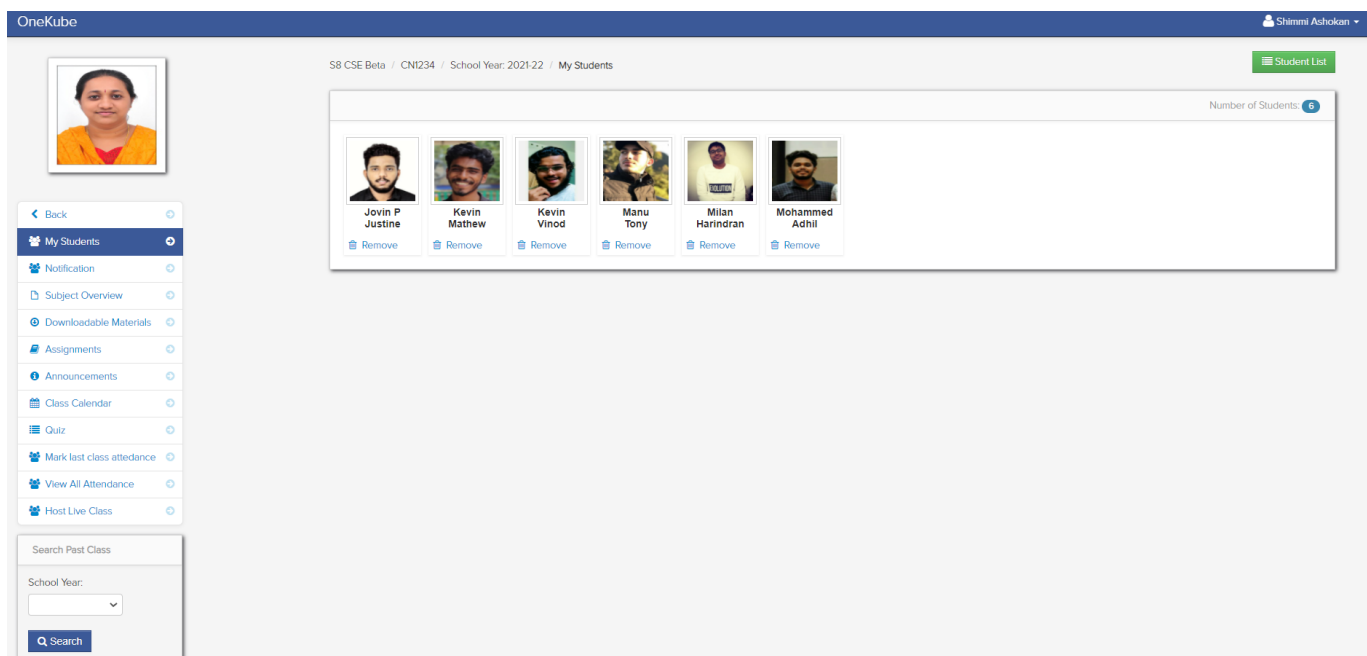 OneKube
Shimmi Ashokan
S8 CSE Beta / CN1234 / School Year: 2021-22 / My Students
Student List
Number of Students: 6
Jovin P
Justine
Remove
Kevin
Mathew
Remove
Kevin
Vinod
Remove
Manu
Tony
Remove
EVOLUTION
Milan
Harindran
Remove
Mohammed
Adhil
Remove
Back
My Students
Notification
Subject Overview
Downloadable Materials
Assignments
Announcements
Class Calendar
Quiz
Mark last class attedance
View All Attendance
Host Live Class
Search Past Class
School Year:
Search